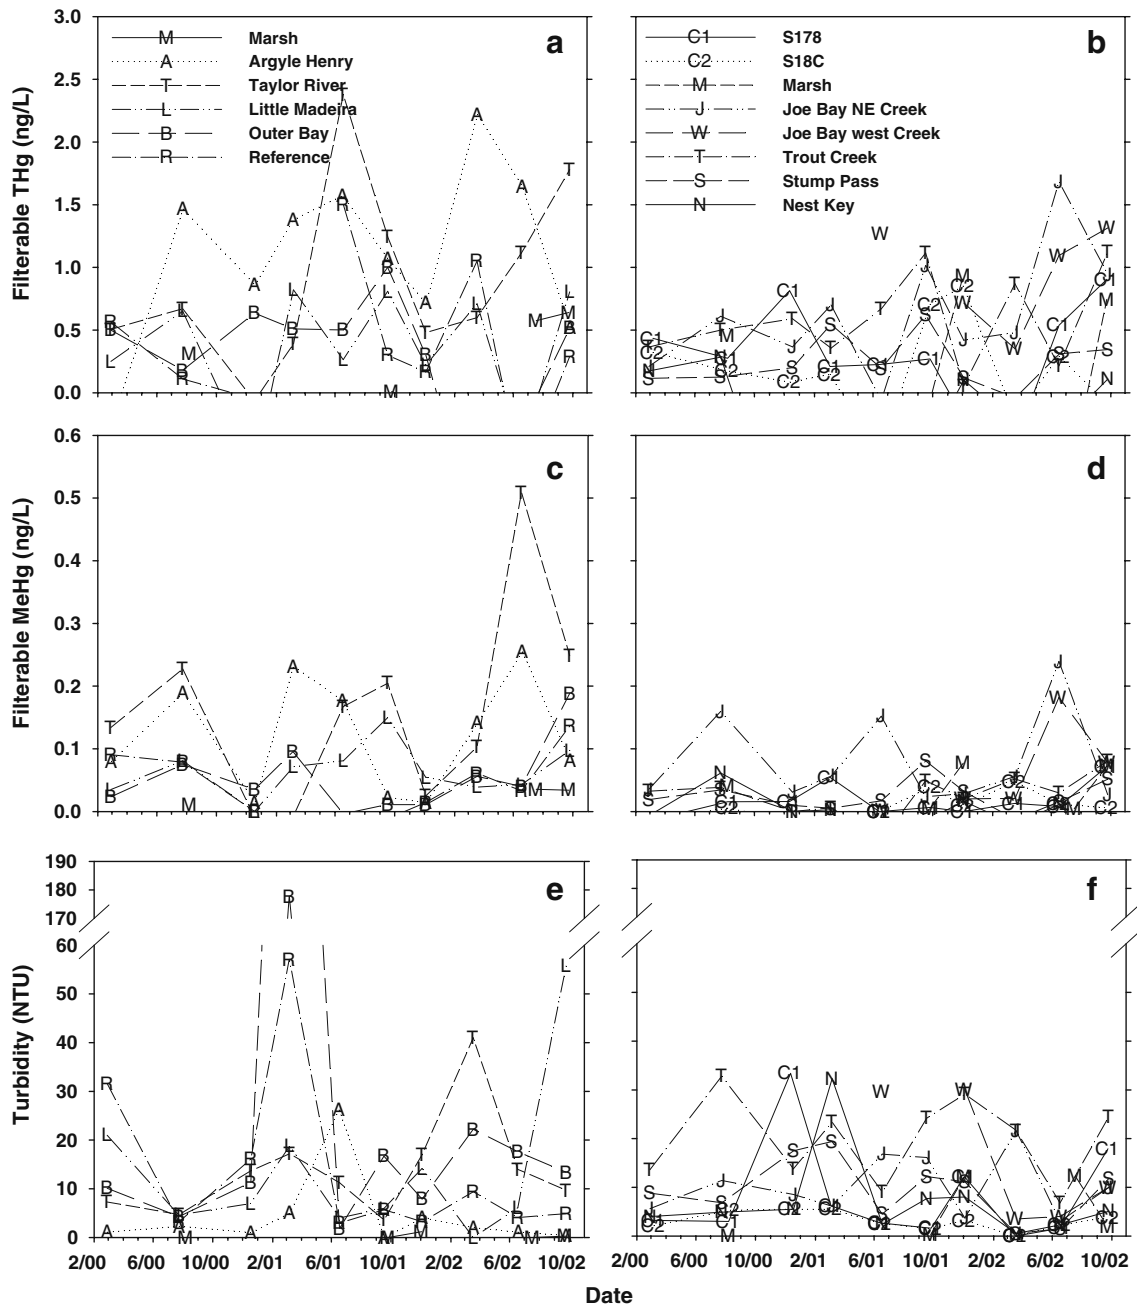 3.0
2.5
2.0
1.5
1.0
0.5
0.0
Filterable THg (ng/L)
a
M Marsh
A Argyle Henry
T Taylor River
L Little Madeira
B Outer Bay
R Reference
b
C1 S178
C2 S18C
M Marsh
J Joe Bay NE Creek
W Joe Bay west Creek
T Trout Creek
S Stump Pass
N Nest Key
0.6
0.5
0.4
0.3
0.2
0.1
0.0
Filterable MeHg (ng/L)
c
d
190
180
170
60
50
40
30
20
10
0
Turbidity (NTU)
e
f
2/00 6/00 10/00 2/01 6/01 10/01 2/02 6/02 10/02
2/00 6/00 10/00 2/01 6/01 10/01 2/02 6/02 10/02
Date